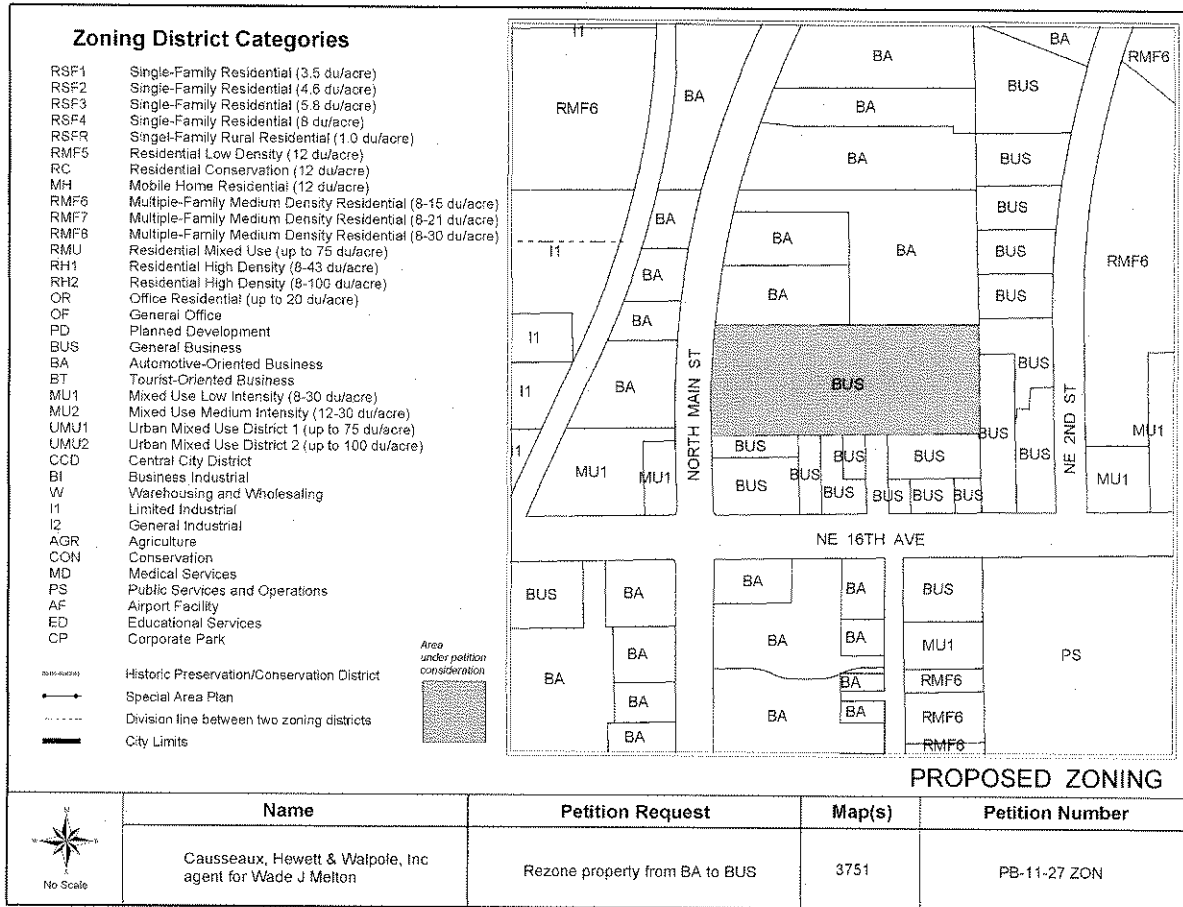 Zoning District Categories
RSF1 Single-Family Residential (3.5 du/acre)
RSF2 Single-Family Residential (4.6 du/acre)
RSF3 Single-Family Residential (5.8 du/acre)
RSF4 Single-Family Residential (8 du/acre)
RSFR Singel-Family Rural Residential (1.0 du/acre)
RMF5 Residential Low Density (12 du/acre)
RC Residential Conservation (12 du/acre)
MH Mobile Home Residential (12 du/acre)
RMF6 Multiple-Family Medium Density Residential (8-15 du/acre)
RMF7 Multiple-Family Medium Density Residential (8-21 du/acre)
RMF8 Multiple-Family Medium Density Residential (8-30 du/acre)
RMU Residential Mixed Use (up to 75 du/acre)
RH1 Residential High Density (8-43 du/acre)
RH2 Residential High Density (8-100 du/acre)
OR Office Residential (up to 20 du/acre)
OF General Office
PD Planned Development
BUS General Business
BA Automotive-Oriented Business
BT Tourist-Oriented Business
MU1 Mixed Use Low Intensity (8-30 du/acre)
MU2 Mixed Use Medium Intensity (12-30 du/acre)
UMU1 Urban Mixed Use District 1 (up to 75 du/acre)
UMU2 Urban Mixed Use District 2 (up to 100 du/acre)
CCD Central City District
BI Business Industrial
W Warehousing and Wholesaling
I1 Limited Industrial
I2 General Industrial
AGR Agriculture
CON Conservation
MD Medical Services
PS Public Services and Operations
AF Airport Facility
ED Educational Services
CP Corporate Park
Historic Preservation/Conservation District
Special Area Plan
Division line between two zoning districts
City Limits
Area
under petition
consideration
I1
BA
RMF6
BA
BUS
RMF6
BA
BA
BA
BUS
BA
BUS
BA
BA
I1
BUS
RMF6
BA
BA
BUS
BA
I1
BUS
BUS
BA
I1
NORTH MAIN ST
NE 2ND ST
BUS
MU1
BUS
BUS
I1
MU1
MU1
BUS
BUS
BUS
BUS
BUS
BUS
BUS
BUS
BUS
MU1
NE 16TH AVE
BUS
BA
BA
BA
BUS
BA
BA
BA
BA
MU1
PS
BA
RMF6
BA
BA
BA
RMF6
BA
RMF6
PROPOSED ZONING
N
W
S
No Scale
Name
Petition Request
Map(s)
Petition Number
Causseaux, Hewett & Walpole, Inc
agent for Wade J Melton
Rezone property from BA to BUS
3751
PB-11-27 ZON